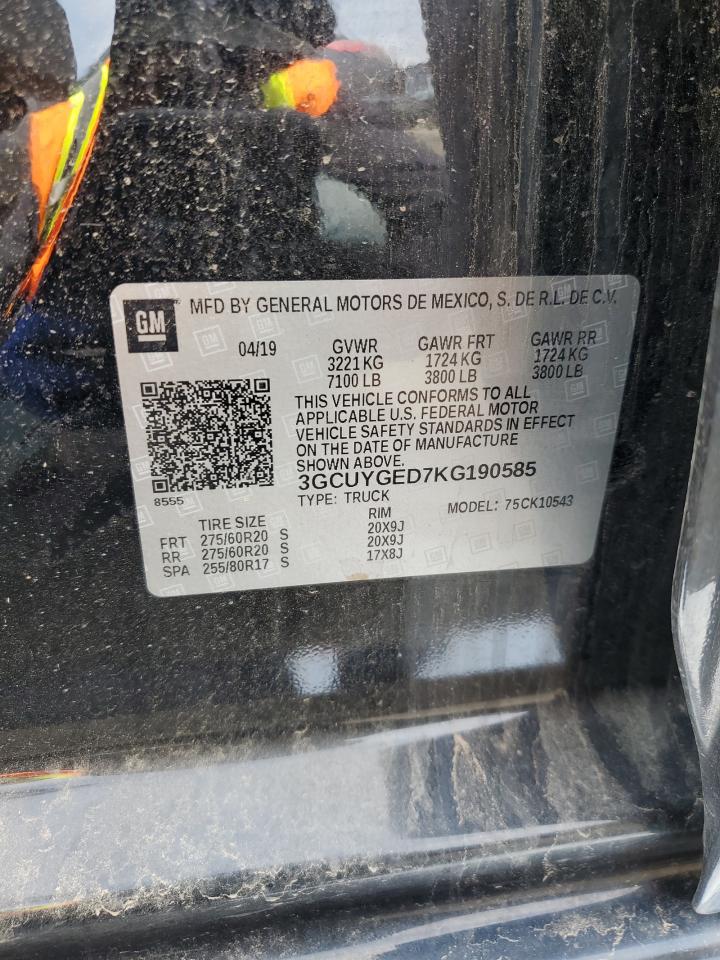 GM
MFD BY GENERAL MOTORS DE MEXICO, S. DE R.L. DE C.V.
04/19 GVWR GAWR FRT GAWR RR
3221 KG 1724 KG 1724 KG
7100 LB 3800 LB 3800 LB
THIS VEHICLE CONFORMS TO ALL
APPLICABLE U.S. FEDERAL MOTOR
VEHICLE SAFETY STANDARDS IN EFFECT
ON THE DATE OF MANUFACTURE
SHOWN ABOVE.
8555
3GCUYGED7KG190585
TYPE: TRUCK MODEL: 75CK10543
TIRE SIZE RIM
FRT 275/60R20 S 20X9J
RR 275/60R20 S 20X9J
SPA 255/80R17 S 17X8J